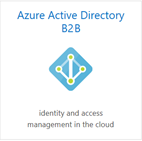 Azure Active Directory
B2B
identity and access
management in the cloud